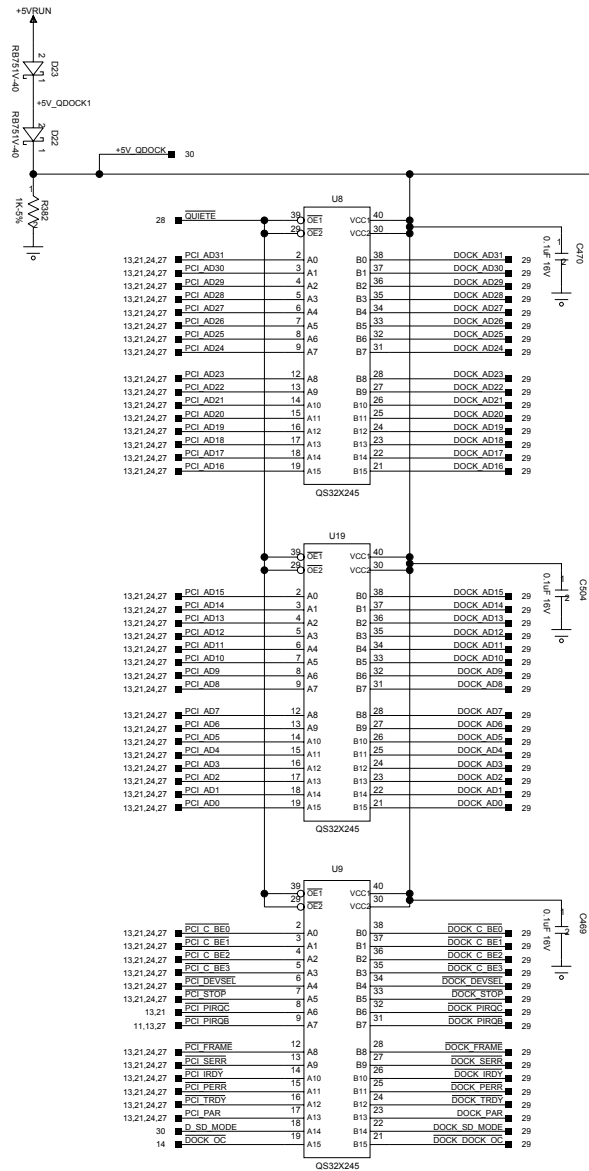 +5VRUN
D23
RB751V-40
2
1
+5V_QDOCK1
D22
RB751V-40
2
1
+5V_QDOCK 30
R382
1K-5%
1
2
U8
28 QUIETE 39 OE1 VCC1 40
29 OE2 VCC2 30
C470
0.1uF 16V
1
2
13,21,24,27 PCI_AD31 2 A0 B0 38 DOCK_AD31 29
13,21,24,27 PCI_AD30 3 A1 B1 37 DOCK_AD30 29
13,21,24,27 PCI_AD29 4 A2 B2 36 DOCK_AD29 29
13,21,24,27 PCI_AD28 5 A3 B3 35 DOCK_AD28 29
13,21,24,27 PCI_AD27 6 A4 B4 34 DOCK_AD27 29
13,21,24,27 PCI_AD26 7 A5 B5 33 DOCK_AD26 29
13,21,24,27 PCI_AD25 8 A6 B6 32 DOCK_AD25 29
13,21,24,27 PCI_AD24 9 A7 B7 31 DOCK_AD24 29
13,21,24,27 PCI_AD23 12 A8 B8 28 DOCK_AD23 29
13,21,24,27 PCI_AD22 13 A9 B9 27 DOCK_AD22 29
13,21,24,27 PCI_AD21 14 A10 B10 26 DOCK_AD21 29
13,21,24,27 PCI_AD20 15 A11 B11 25 DOCK_AD20 29
13,21,24,27 PCI_AD19 16 A12 B12 24 DOCK_AD19 29
13,21,24,27 PCI_AD18 17 A13 B13 23 DOCK_AD18 29
13,21,24,27 PCI_AD17 18 A14 B14 22 DOCK_AD17 29
13,21,24,27 PCI_AD16 19 A15 B15 21 DOCK_AD16 29
QS32X245
U19
39 OE1 VCC1 40
29 OE2 VCC2 30
C504
0.1uF 16V
1
2
13,21,24,27 PCI_AD15 2 A0 B0 38 DOCK_AD15 29
13,21,24,27 PCI_AD14 3 A1 B1 37 DOCK_AD14 29
13,21,24,27 PCI_AD13 4 A2 B2 36 DOCK_AD13 29
13,21,24,27 PCI_AD12 5 A3 B3 35 DOCK_AD12 29
13,21,24,27 PCI_AD11 6 A4 B4 34 DOCK_AD11 29
13,21,24,27 PCI_AD10 7 A5 B5 33 DOCK_AD10 29
13,21,24,27 PCI_AD9 8 A6 B6 32 DOCK_AD9 29
13,21,24,27 PCI_AD8 9 A7 B7 31 DOCK_AD8 29
13,21,24,27 PCI_AD7 12 A8 B8 28 DOCK_AD7 29
13,21,24,27 PCI_AD6 13 A9 B9 27 DOCK_AD6 29
13,21,24,27 PCI_AD5 14 A10 B10 26 DOCK_AD5 29
13,21,24,27 PCI_AD4 15 A11 B11 25 DOCK_AD4 29
13,21,24,27 PCI_AD3 16 A12 B12 24 DOCK_AD3 29
13,21,24,27 PCI_AD2 17 A13 B13 23 DOCK_AD2 29
13,21,24,27 PCI_AD1 18 A14 B14 22 DOCK_AD1 29
13,21,24,27 PCI_AD0 19 A15 B15 21 DOCK_AD0 29
QS32X245
U9
39 OE1 VCC1 40
29 OE2 VCC2 30
C469
0.1uF 16V
1
2
13,21,24,27 PCI_C_BE0 2 A0 B0 38 DOCK_C_BE0 29
13,21,24,27 PCI_C_BE1 3 A1 B1 37 DOCK_C_BE1 29
13,21,24,27 PCI_C_BE2 4 A2 B2 36 DOCK_C_BE2 29
13,21,24,27 PCI_C_BE3 5 A3 B3 35 DOCK_C_BE3 29
13,21,24,27 PCI_DEVSEL 6 A4 B4 34 DOCK_DEVSEL 29
13,21,24,27 PCI_STOP 7 A5 B5 33 DOCK_STOP 29
13,21 PCI_PIRQC 8 A6 B6 32 DOCK_PIRQC 29
11,13,27 PCI_PIRQB 9 A7 B7 31 DOCK_PIRQB 29
13,21,24,27 PCI_FRAME 12 A8 B8 28 DOCK_FRAME 29
13,21,24,27 PCI_SERR 13 A9 B9 27 DOCK_SERR 29
13,21,24,27 PCI_IRDY 14 A10 B10 26 DOCK_IRDY 29
13,21,24,27 PCI_PERR 15 A11 B11 25 DOCK_PERR 29
13,21,24,27 PCI_TRDY 16 A12 B12 24 DOCK_TRDY 29
13,21,24,27 PCI_PAR 17 A13 B13 23 DOCK_PAR 29
30 D_SD_MODE 18 A14 B14 22 DOCK_SD_MODE 29
14 DOCK_OC 19 A15 B15 21 DOCK_DOCK_OC 29
QS32X245